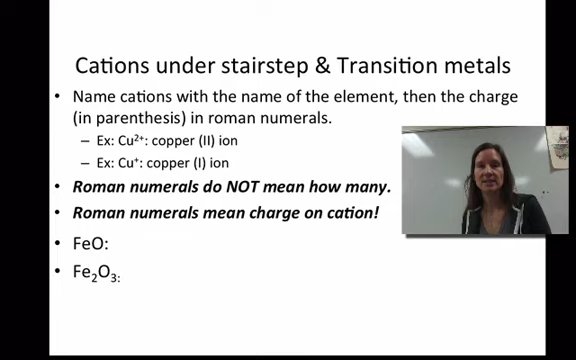 Cations under stairstep & Transition metals
• Name cations with the name of the element, then the charge
(in parenthesis) in roman numerals.
– Ex: Cu²⁺: copper (II) ion
– Ex: Cu⁺: copper (I) ion
• Roman numerals do NOT mean how many.
• Roman numerals mean charge on cation!
• FeO:
• Fe₂O₃: